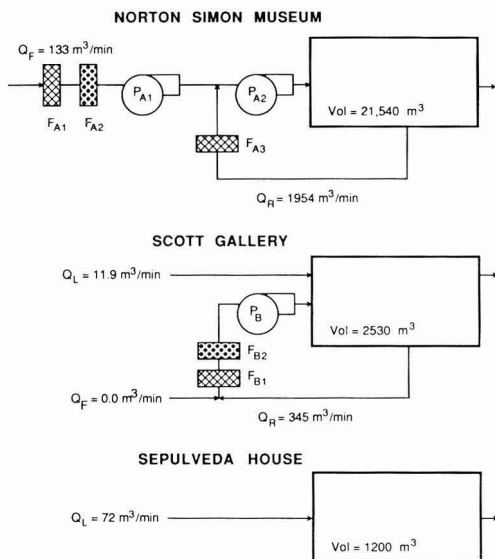 NORTON SIMON MUSEUM
Q_F = 133 m³/min
P_A1
P_A2
F_A1
F_A2
F_A3
Vol = 21,540 m³
Q_R = 1954 m³/min
SCOTT GALLERY
Q_L = 11.9 m³/min
P_B
Vol = 2530 m³
F_B2
F_B1
Q_F = 0.0 m³/min
Q_R = 345 m³/min
SEPULVEDA HOUSE
Q_L = 72 m³/min
Vol = 1200 m³